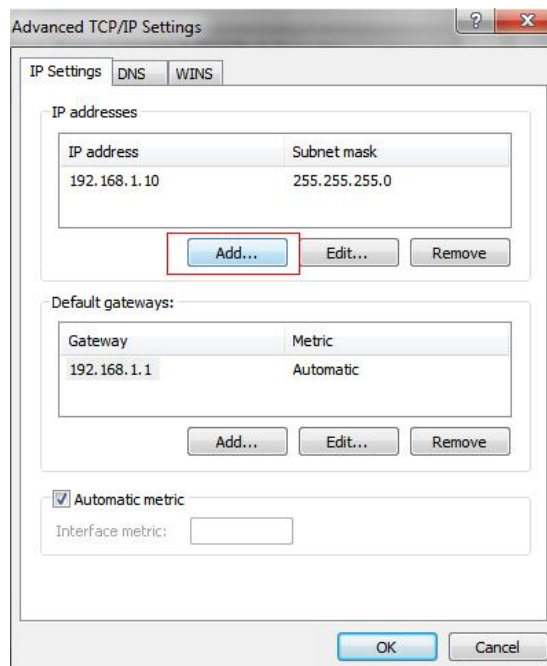 Advanced TCP/IP Settings
IP Settings DNS WINS
IP addresses
IP address Subnet mask
192.168.1.10 255.255.255.0
Add... Edit... Remove
Default gateways:
Gateway Metric
192.168.1.1 Automatic
Add... Edit... Remove
Automatic metric
Interface metric:
OK Cancel